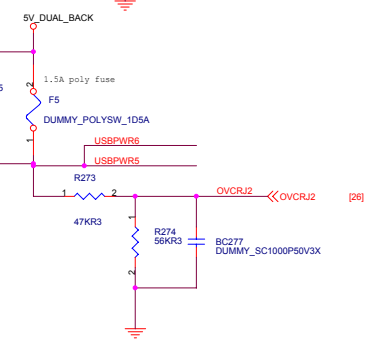 5V_DUAL_BACK
5
2
1.5A poly fuse
F5
DUMMY_POLYSW_1D5A
1
USBPWR6
USBPWR5
R273
1 2
OVCRJ2
OVCRJ2
[26]
47KR3
1
R274
56KR3
BC277
DUMMY_SC1000P50V3X
2